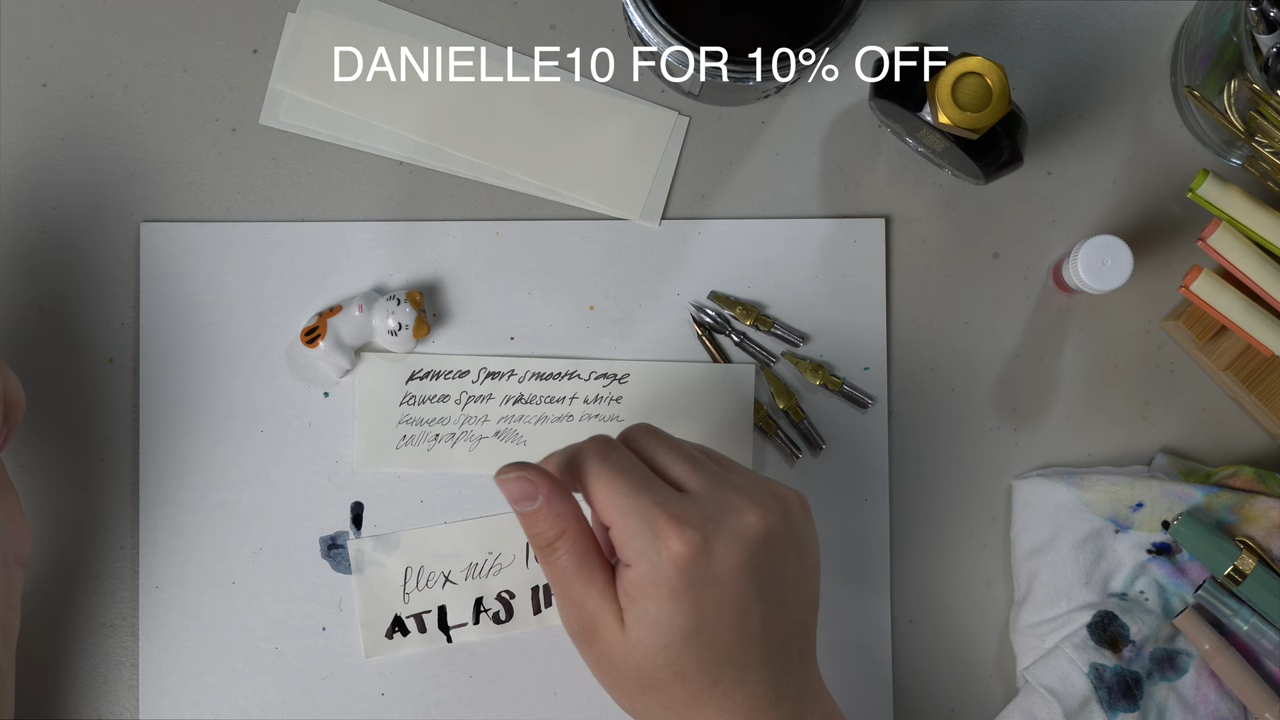 DANIELLE10 FOR 10% OFF
Kaweco Sport smooth sage
Kaweco Sport Iridescent white
Kaweco Sport macchiato brown
calligraphy
flex nib
ATLAS